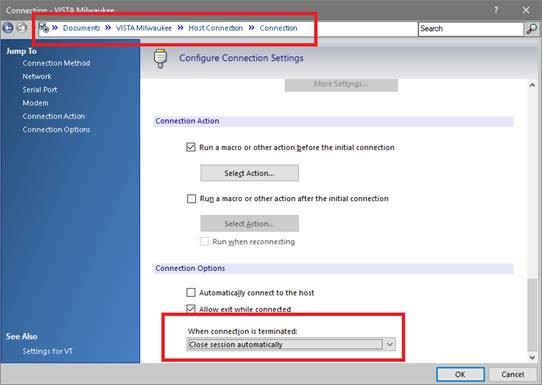 Connection - VISTA Milwaukee
Documents » VISTA Milwaukee » Host Connection » Connection
Search
Jump To
Connection Method
Network
Serial Port
Modem
Connection Action
Connection Options
See Also
Settings for VT
Configure Connection Settings
More Settings...
Connection Action
Run a macro or other action before the initial connection
Select Action...
Run a macro or other action after the initial connection
Select Action...
Run when reconnecting
Connection Options
Automatically connect to the host
Allow exit while connected
When connection is terminated:
Close session automatically
OK
Cancel